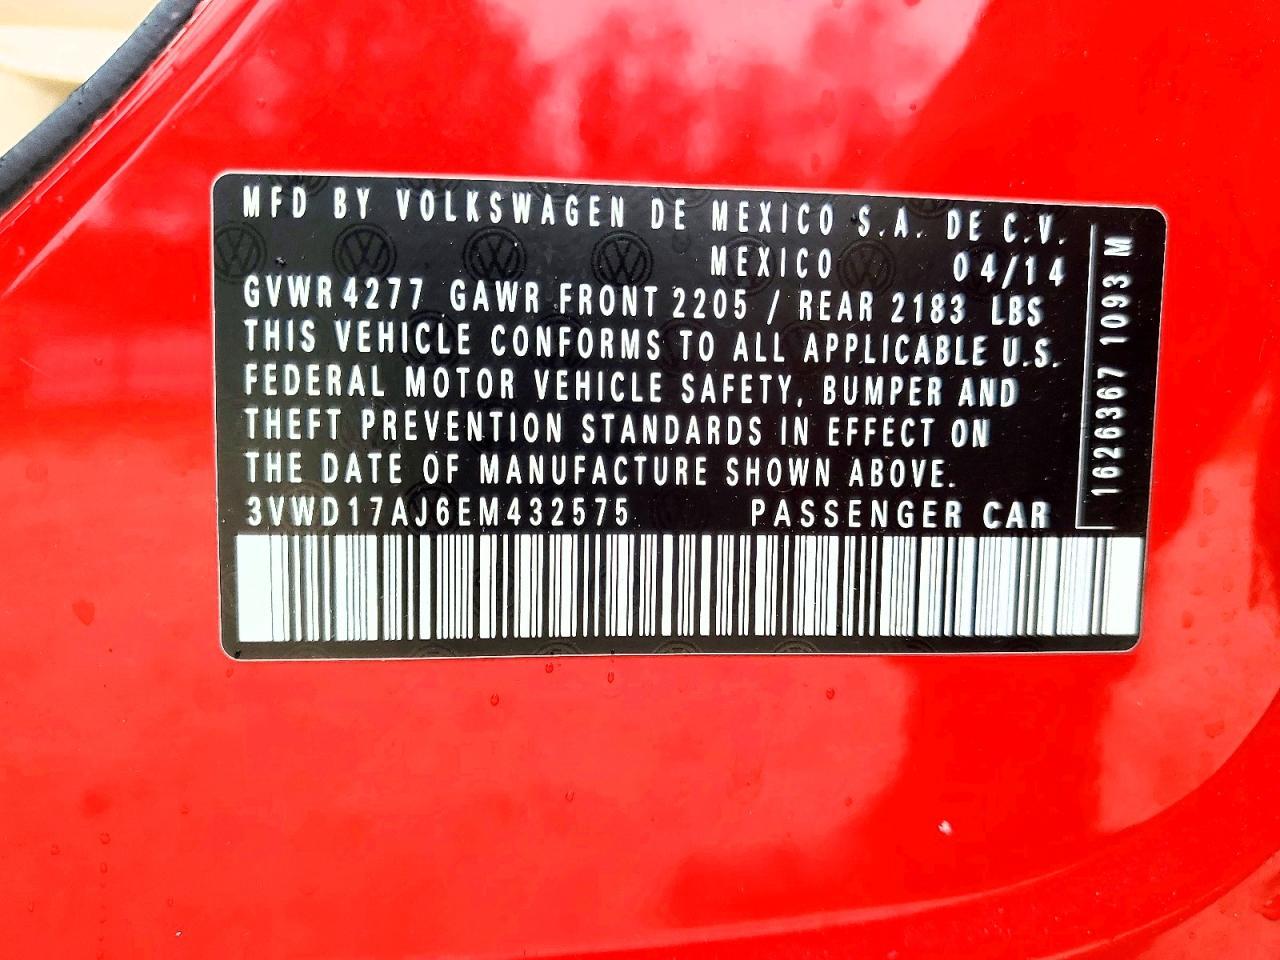 MFD BY VOLKSWAGEN DE MEXICO S.A. DE C.V.
MEXICO 04/14
GVWR 4277 GAWR FRONT 2205 / REAR 2183 LBS
THIS VEHICLE CONFORMS TO ALL APPLICABLE U.S.
FEDERAL MOTOR VEHICLE SAFETY, BUMPER AND
THEFT PREVENTION STANDARDS IN EFFECT ON
THE DATE OF MANUFACTURE SHOWN ABOVE.
3VWD17AJ6EM432575 PASSENGER CAR
1626367 1093 M